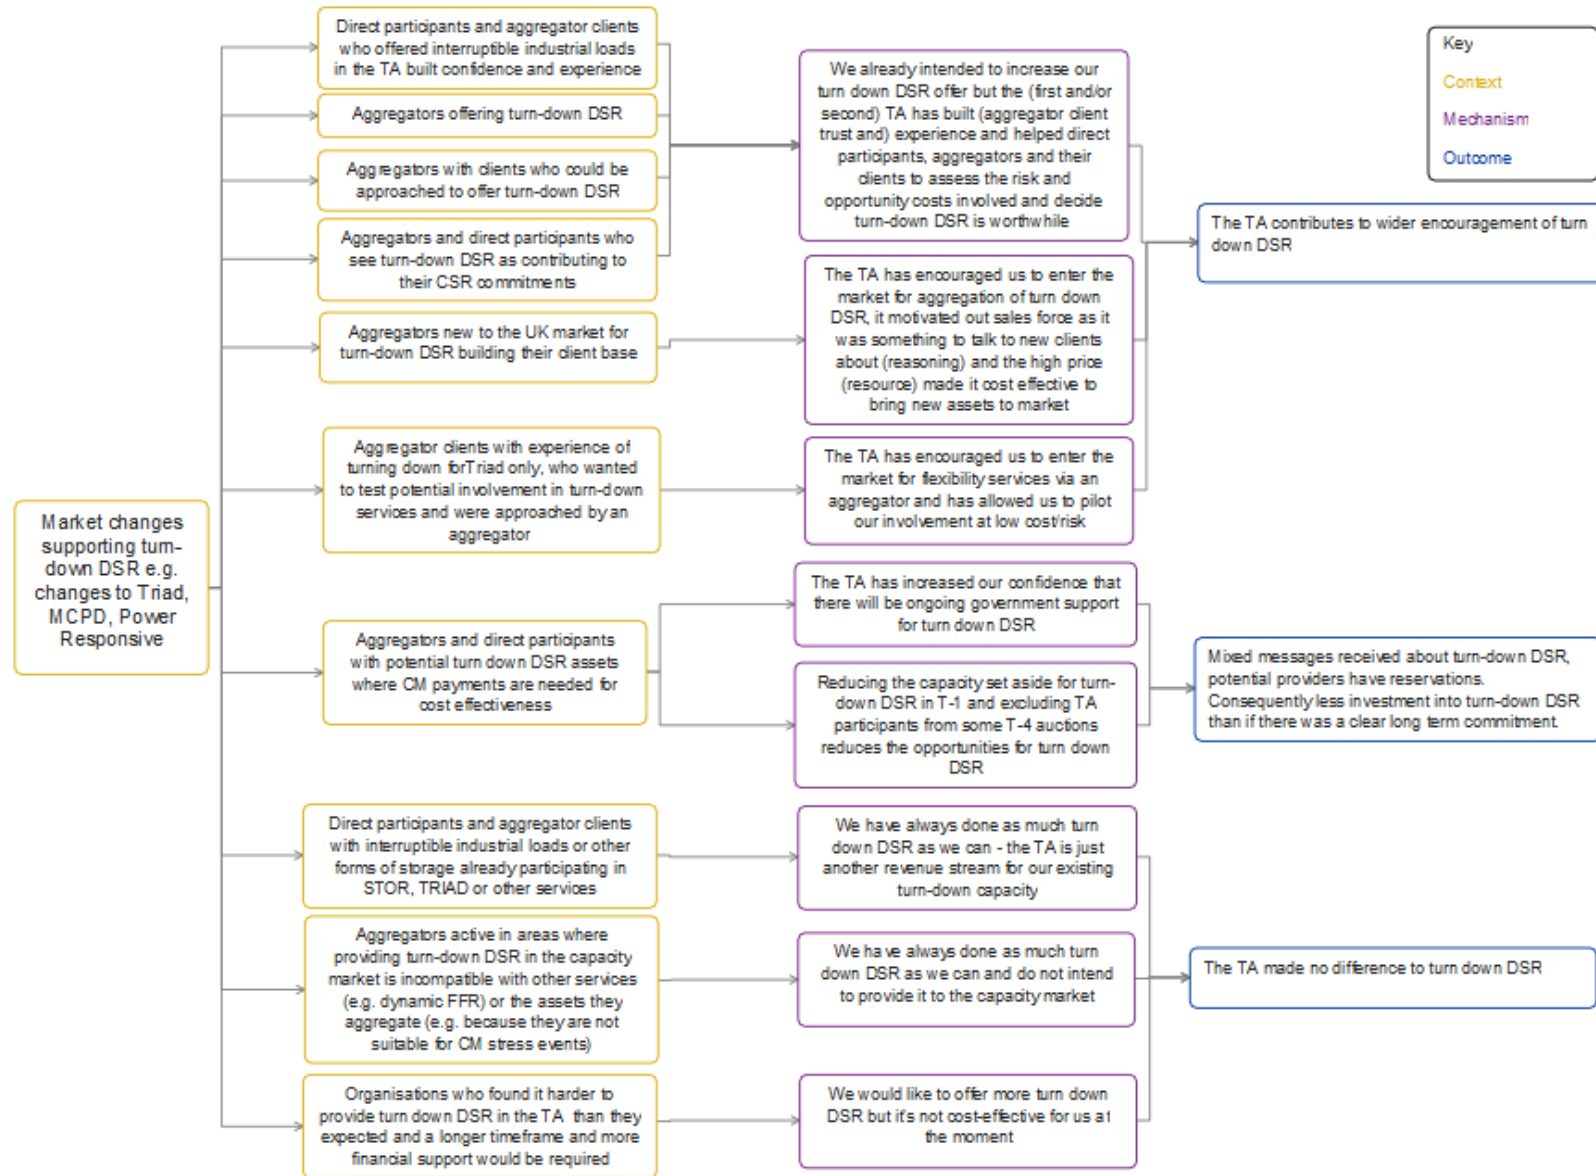 Direct participants and aggregator clients
who offered interruptible industrial loads
in the TA built confidence and experience
Aggregators offering turn-down DSR
Aggregators with clients who could be
approached to offer turn-down DSR
Aggregators and direct participants who
see turn-down DSR as contributing to
their CSR commitments
Aggregators new to the UK market for
turn-down DSR building their client base
Aggregator clients with experience of
turning down forTriad only, who wanted
to test potential involvement in turn-down
services and were approached by an
aggregator
Market changes
supporting turn-
down DSR e.g.
changes to Triad,
MCPD, Power
Responsive
Aggregators and direct participants
with potential turn down DSR assets
where CM payments are needed for
cost effectiveness
Direct participants and aggregator clients
with interruptible industrial loads or other
forms of storage already participating in
STOR, TRIAD or other services
Aggregators active in areas where
providing turn-down DSR in the capacity
market is incompatible with other services
(e.g. dynamic FFR) or the assets they
aggregate (e.g. because they are not
suitable for CM stress events)
Organisations who found it harder to
provide turn down DSR in the TA than they
expected and a longer timeframe and more
financial support would be required
We already intended to increase our
turn down DSR offer but the (first and/or
second) TA has built (aggregator client
trust and) experience and helped direct
participants, aggregators and their
clients to assess the risk and
opportunity costs involved and decide
turn-down DSR is worthwhile
The TA has encouraged us to enter the
market for aggregation of turn down
DSR, it motivated out sales force as it
was something to talk to new clients
about (reasoning) and the high price
(resource) made it cost effective to
bring new assets to market
The TA has encouraged us to enter the
market for flexibility services via an
aggregator and has allowed us to pilot
our involvement at low cost/risk
The TA has increased our confidence that
there will be ongoing government support
for turn down DSR
Reducing the capacity set aside for turn-
down DSR in T-1 and excluding TA
participants from some T-4 auctions
reduces the opportunities for turn down
DSR
We have always done as much turn
down DSR as we can - the TA is just
another revenue stream for our existing
turn-down capacity
We have always done as much turn
down DSR as we can and do not intend
to provide it to the capacity market
We would like to offer more turn down
DSR but it's not cost-effective for us at
the moment
Key
Context
Mechanism
Outcome
The TA contributes to wider encouragement of turn
down DSR
Mixed messages received about turn-down DSR,
potential providers have reservations.
Consequently less investment into turn-down DSR
than if there was a clear long term commitment.
The TA made no difference to turn down DSR